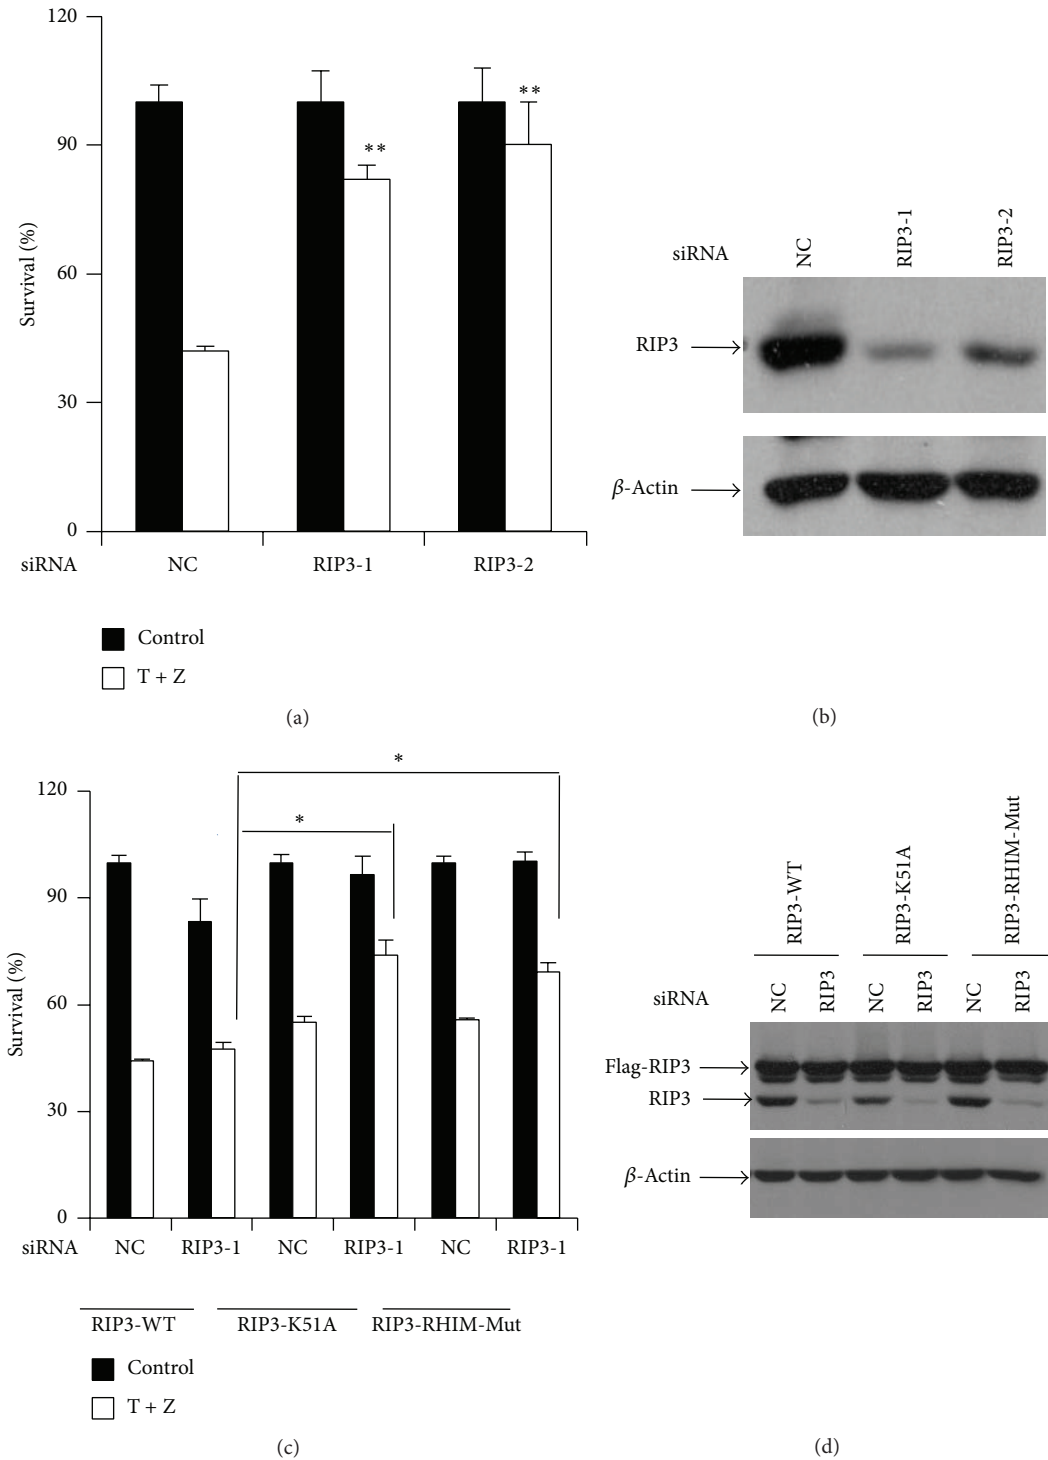 120
90
60
30
0
Survival (%)
**
**
siRNA NC RIP3-1 RIP3-2
Control
T + Z
(a)
siRNA NC RIP3-1 RIP3-2
RIP3
β-Actin
(b)
120
90
60
30
0
Survival (%)
*
*
siRNA NC RIP3-1 NC RIP3-1 NC RIP3-1
RIP3-WT RIP3-K51A RIP3-RHIM-Mut
Control
T + Z
(c)
RIP3-WT RIP3-K51A RIP3-RHIM-Mut
siRNA NC RIP3 NC RIP3 NC RIP3
Flag-RIP3
RIP3
β-Actin
(d)